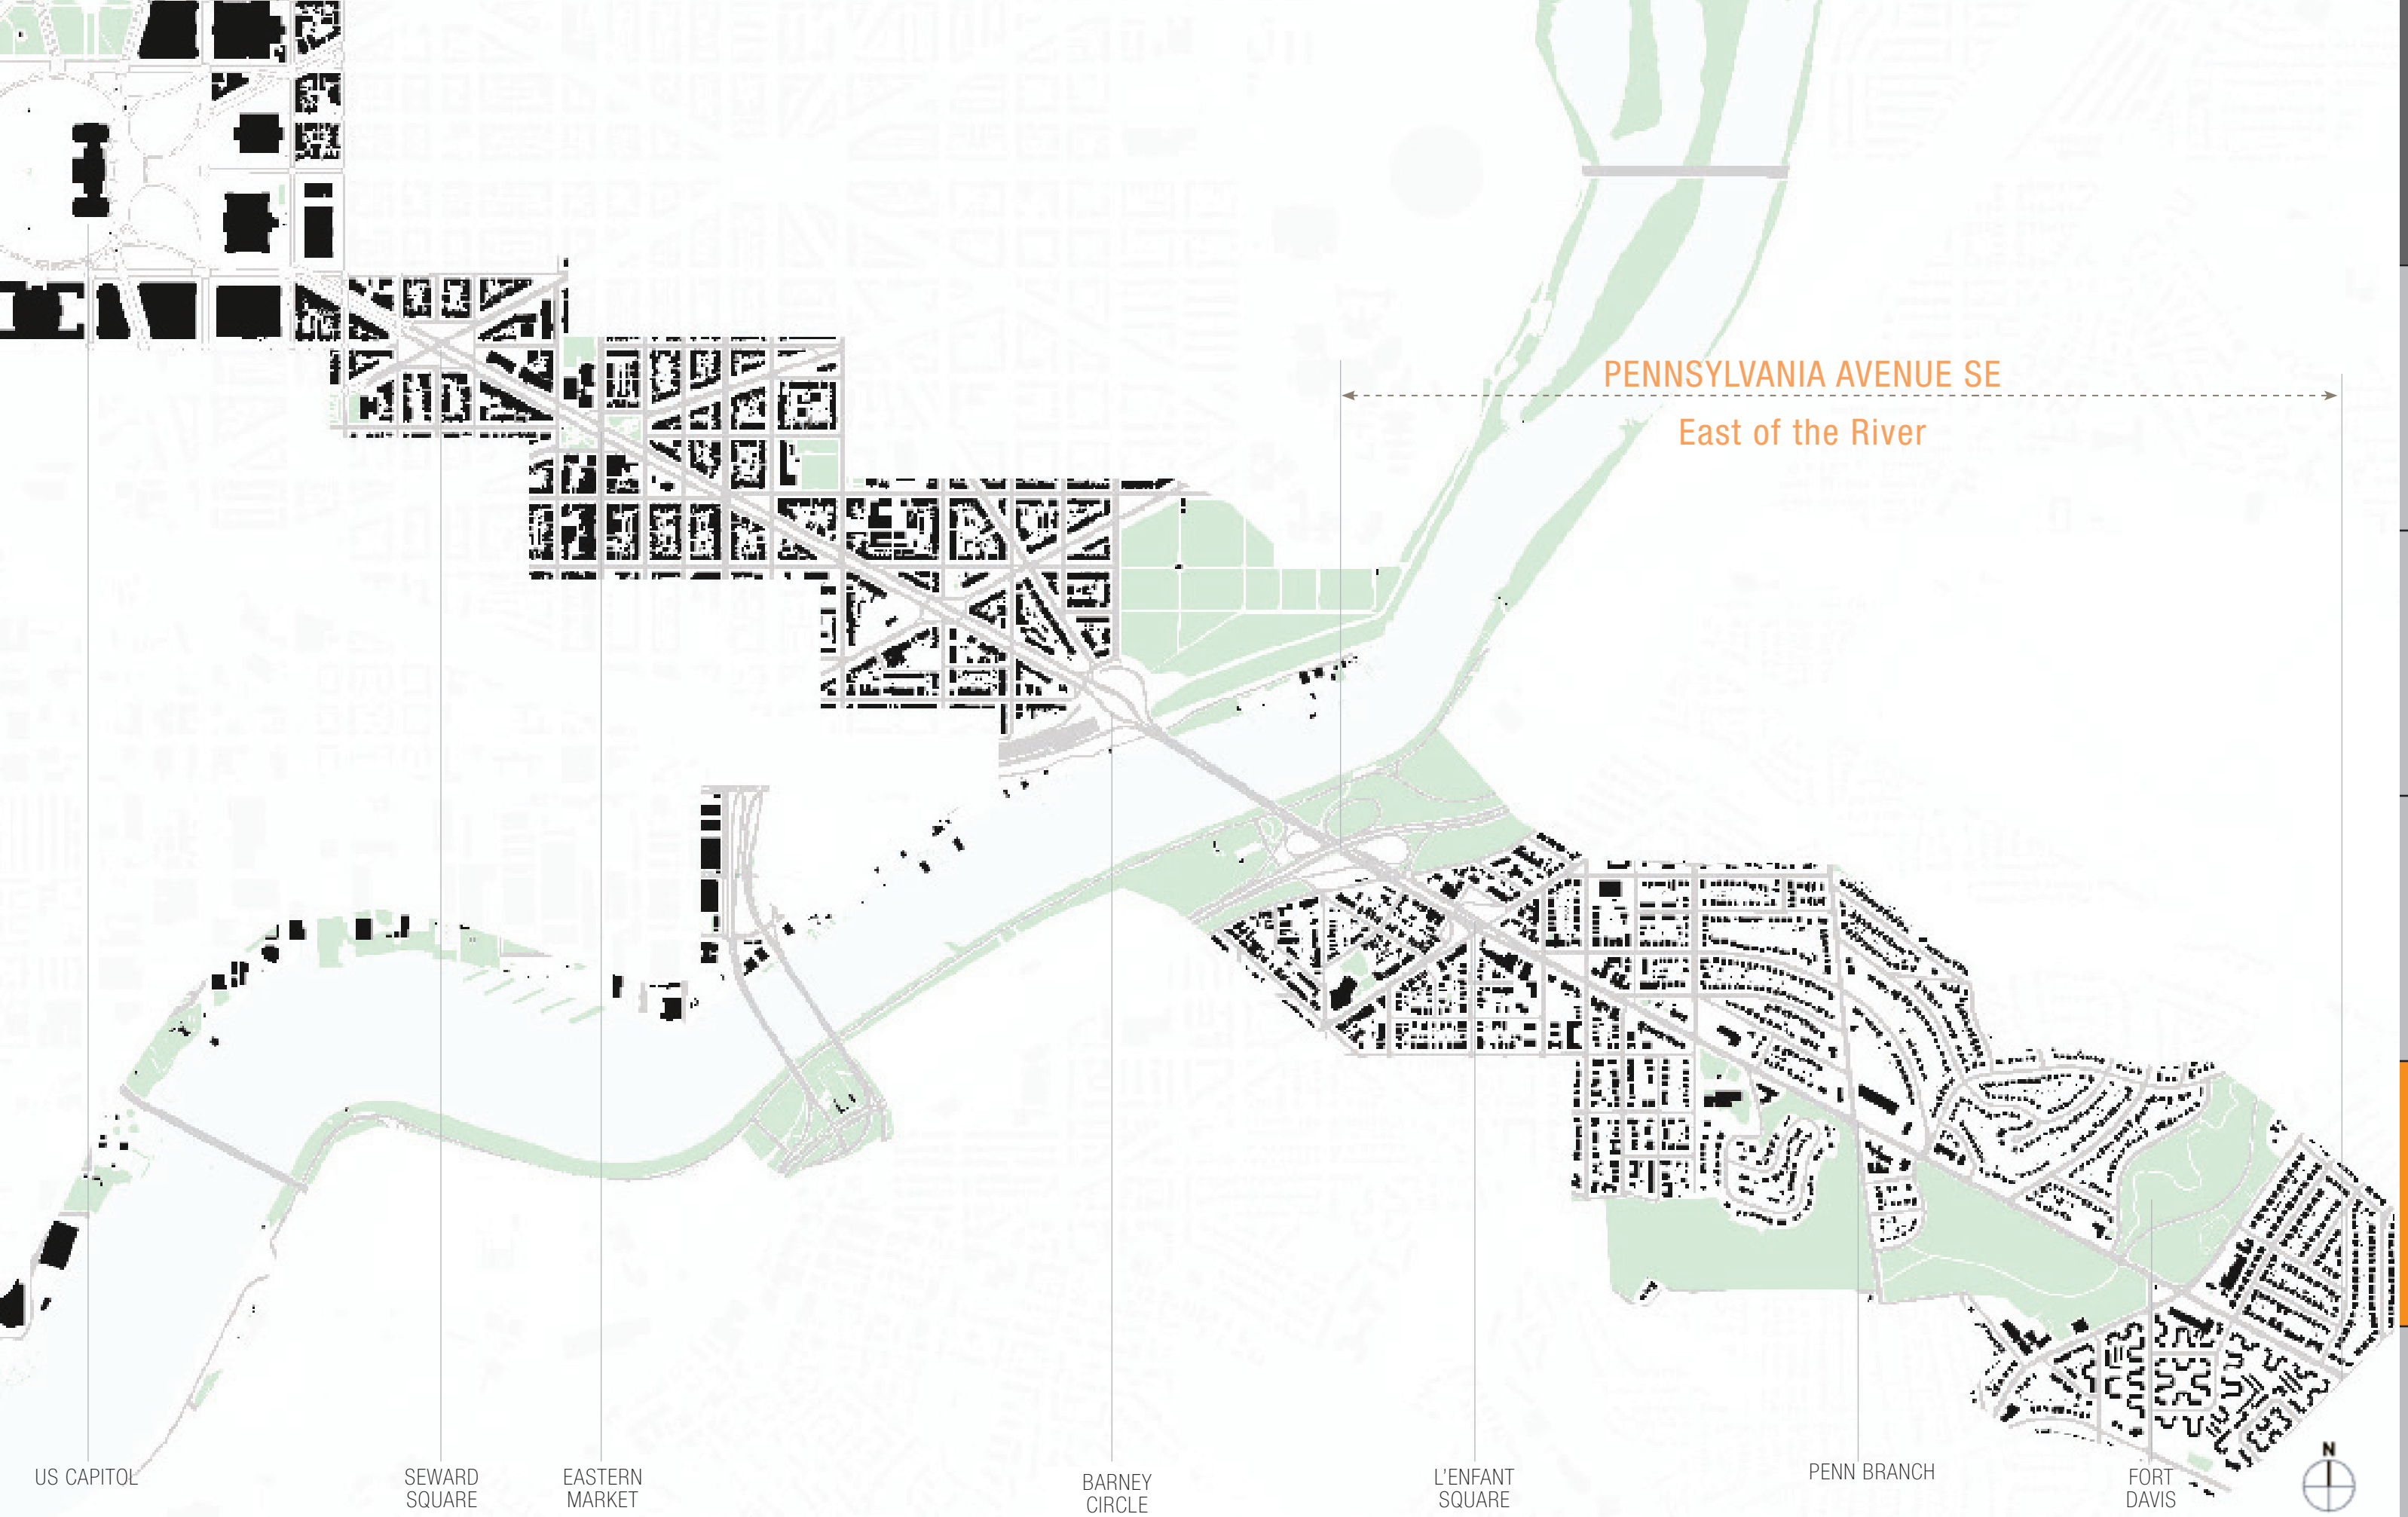 PENNSYLVANIA AVENUE SE
East of the River
US CAPITOL
SEWARD
SQUARE
EASTERN
MARKET
BARNEY
CIRCLE
L'ENFANT
SQUARE
PENN BRANCH
FORT
DAVIS
N